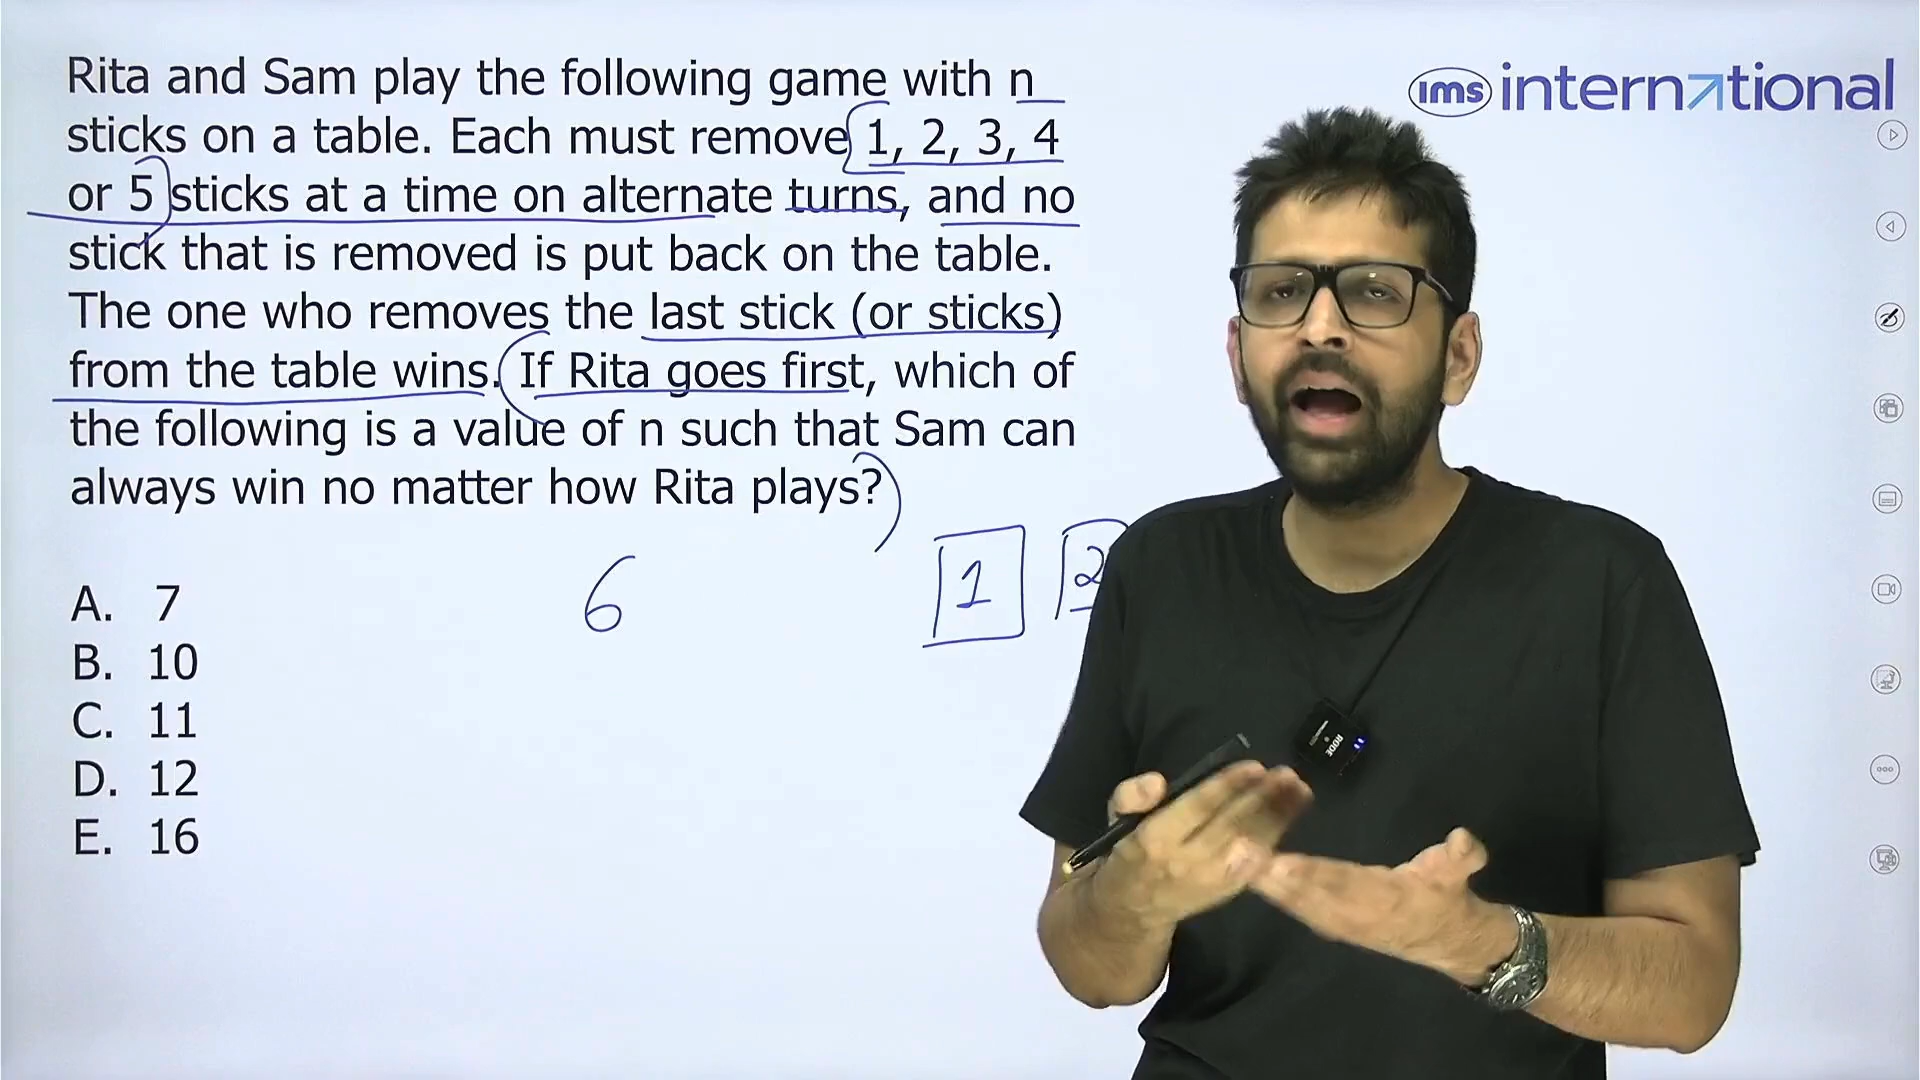 Rita and Sam play the following game with n
sticks on a table. Each must remove 1, 2, 3, 4
or 5 sticks at a time on alternate turns, and no
stick that is removed is put back on the table.
The one who removes the last stick (or sticks)
from the table wins. If Rita goes first, which of
the following is a value of n such that Sam can
always win no matter how Rita plays?
A. 7
B. 10
C. 11
D. 12
E. 16
6
1
2
ims international
RODE